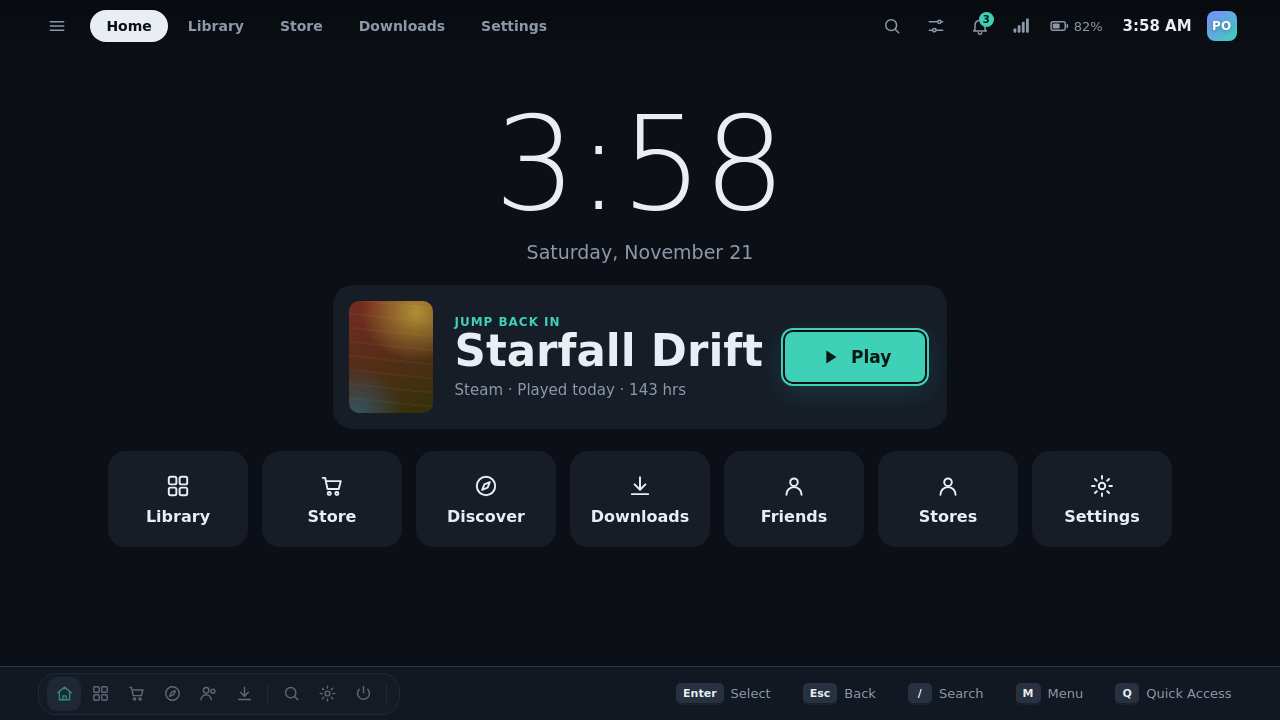 Home Library Store Downloads Settings 3 82% 3:58 AM PO
3:58
Saturday, November 21
JUMP BACK IN
Starfall Drift
Steam · Played today · 143 hrs
Play
Library Store Discover Downloads Friends Stores Settings
Enter Select Esc Back / Search M Menu Q Quick Access